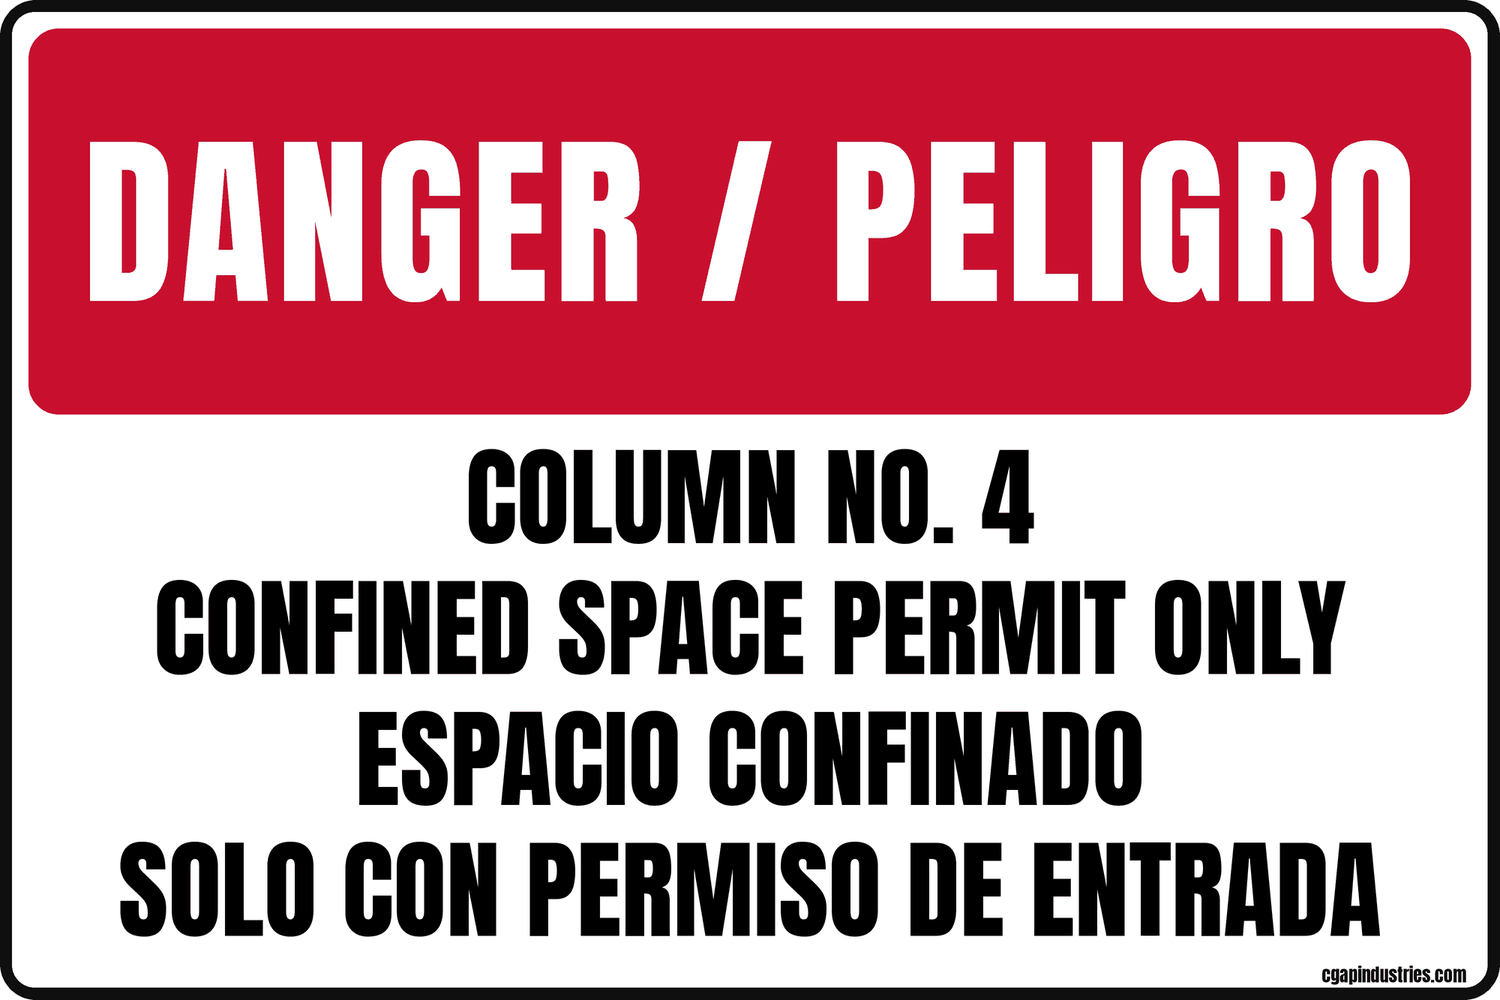 DANGER / PELIGRO
COLUMN NO. 4
CONFINED SPACE PERMIT ONLY
ESPACIO CONFINADO
SOLO CON PERMISO DE ENTRADA
cgapindustries.com